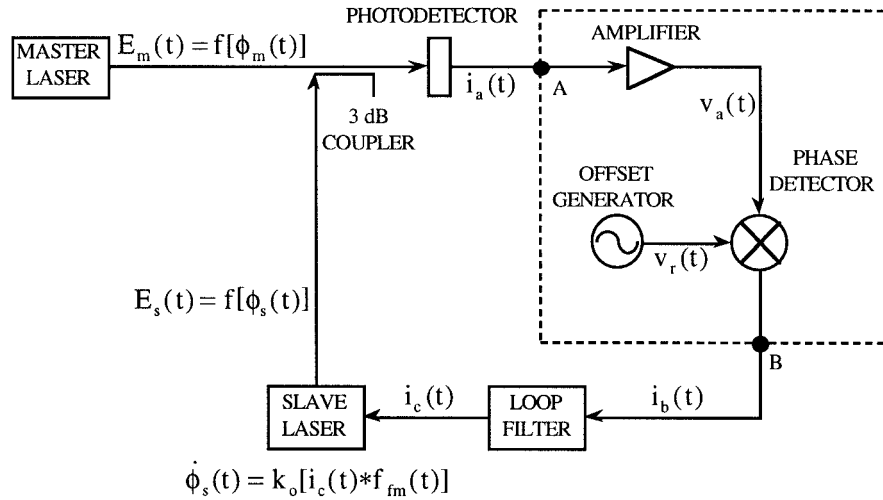 PHOTODETECTOR
MASTER
LASER
E_m(t) = f[ϕ_m(t)]
AMPLIFIER
i_a(t)
A
v_a(t)
3 dB
COUPLER
OFFSET
GENERATOR
PHASE
DETECTOR
v_r(t)
E_s(t) = f[ϕ_s(t)]
B
SLAVE
LASER
i_c(t)
LOOP
FILTER
i_b(t)
ϕ̇_s(t) = k_o[i_c(t)*f_fm(t)]